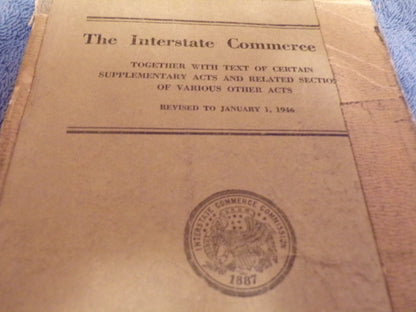 The Interstate Commerce
TOGETHER WITH TEXT OF CERTAIN
SUPPLEMENTARY ACTS AND RELATED SECTIO
OF VARIOUS OTHER ACTS
REVISED TO JANUARY 1, 1946
INTERSTATE COMMERCE COMMISSION
1887